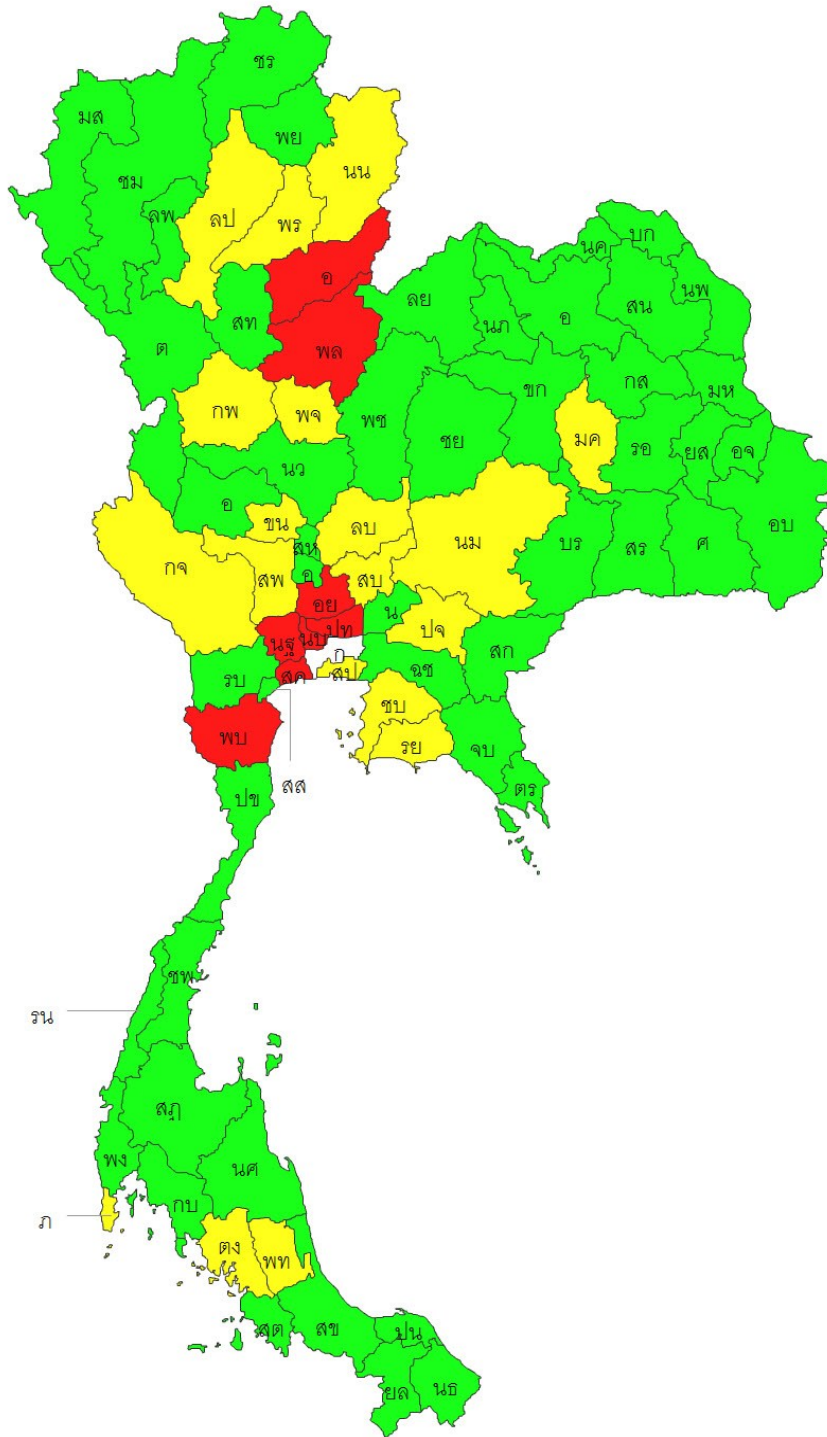 ชร
มส
พย
นน
ชม
ลพ
ลป
พร
บก
นค
นพ
อ
ลย
สน
สท
นภ
อ
ต
พล
กส
ขก
มห
กพ
พจ
พช
ชย
มค
รอ
ยส
อจ
นว
อ
ขน
ลบ
อบ
สห
นม
บร
สร
ศ
กจ
สพ
อ
สบ
อย
น
ปท
ปจ
นฐ
นบ
ก
สก
รบ
สค
สป
ฉช
ชบ
พบ
รย
จบ
สส
ปข
ตร
ชพ
รน
สฎ
พง
นศ
กบ
ภ
ตง
พท
สต
สข
ปน
ยล
นธ